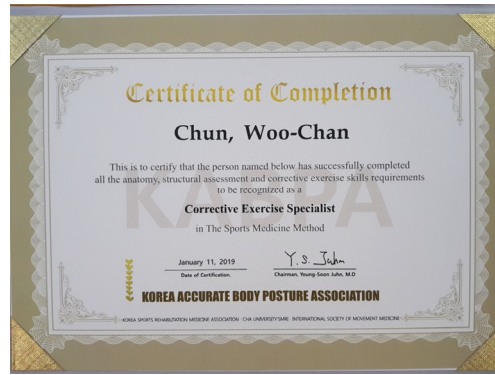 Certificate of Completion
Chun, Woo-Chan
This is to certify that the person named below has successfully completed
all the anatomy, structural assessment and corrective exercise skills requirements
to be recognized as a
KABPA
Corrective Exercise Specialist
in The Sports Medicine Method
January 11, 2019
Y. S. Juhn
Date of Certification.
Chairman, Young-Soon Juhn, M.D
KOREA ACCURATE BODY POSTURE ASSOCIATION
KOREA SPORTS REHABILITATION MEDICINE ASSOCIATION · CHA UNIVERSITY SMRE · INTERNATIONAL SOCIETY OF MOVEMENT MEDICINE